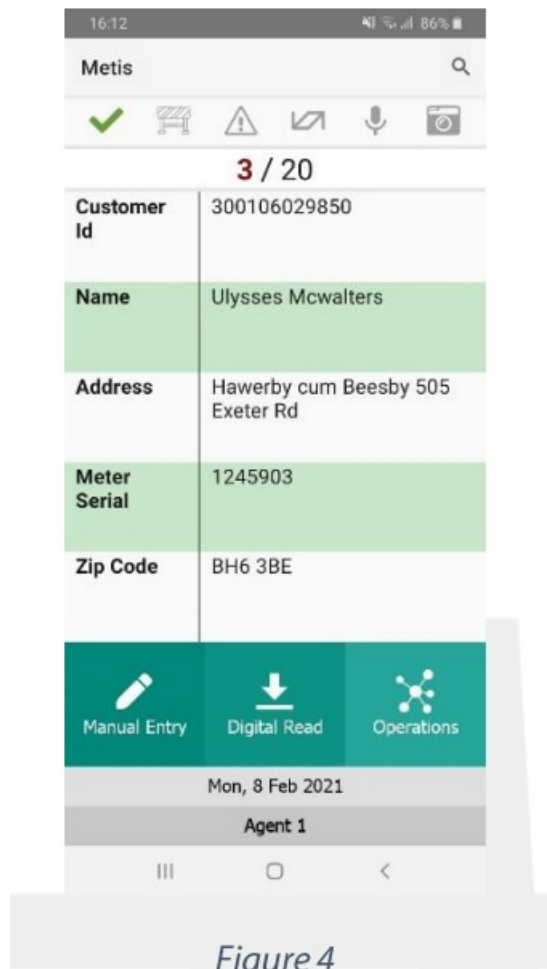 16:12
86%
Metis
3 / 20
Customer
Id
300106029850
Name
Ulysses Mcwalters
Address
Hawerby cum Beesby 505
Exeter Rd
Meter
Serial
1245903
Zip Code
BH6 3BE
Manual Entry
Digital Read
Operations
Mon, 8 Feb 2021
Agent 1
Figure 4